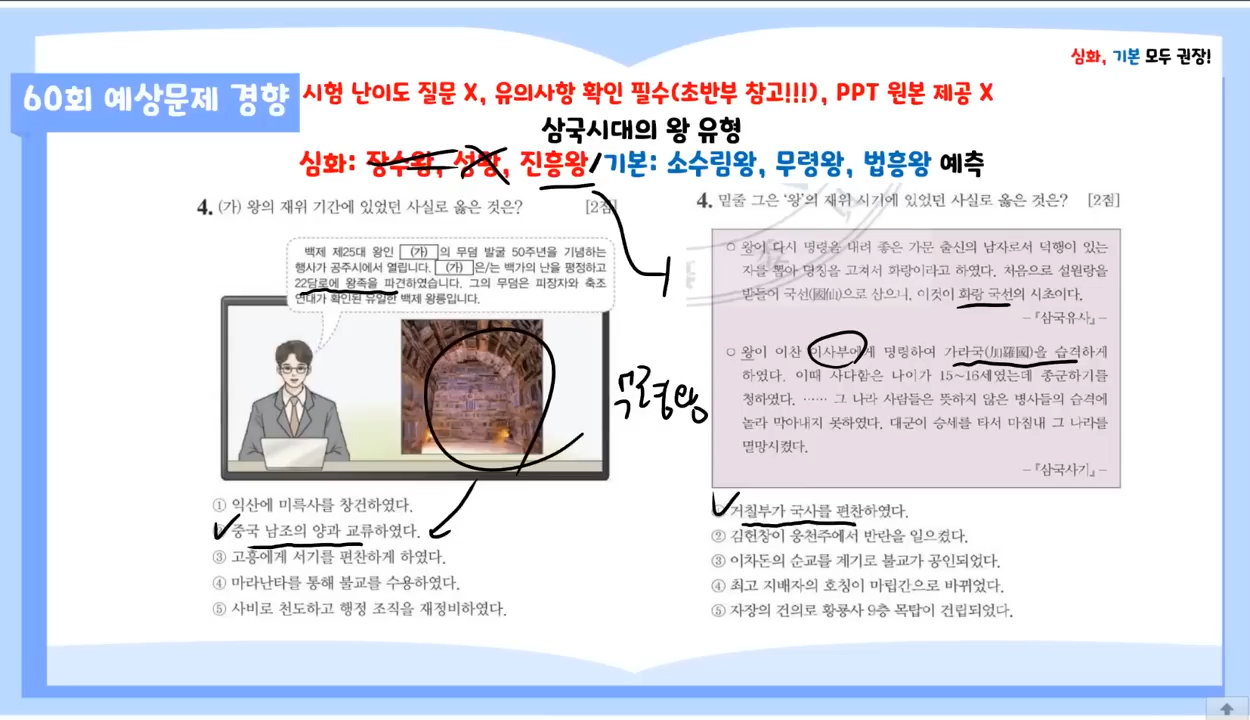 심화, 기본 모두 권장!
60회 예상문제 경향
시험 난이도 질문 X, 유의사항 확인 필수(초반부 참고!!!), PPT 원본 제공 X
삼국시대의 왕 유형
심화: 장수왕, 성왕, 진흥왕/기본: 소수림왕, 무령왕, 법흥왕 예측
4. (가) 왕의 재위 기간에 있었던 사실로 옳은 것은? [2점]
백제 제25대 왕인 (가) 의 무덤 발굴 50주년을 기념하는
행사가 공주시에서 열립니다. (가) 은/는 백가의 난을 평정하고
22담로에 왕족을 파견하였습니다. 그의 무덤은 피장자와 축조
연대가 확인된 유일한 백제 왕릉입니다.
무령왕
① 익산에 미륵사를 창건하였다.
② 중국 남조의 양과 교류하였다.
③ 고흥에게 서기를 편찬하게 하였다.
④ 마라난타를 통해 불교를 수용하였다.
⑤ 사비로 천도하고 행정 조직을 재정비하였다.
4. 밑줄 그은 '왕'의 재위 시기에 있었던 사실로 옳은 것은? [2점]
○ 왕이 다시 명령을 내려 좋은 가문 출신의 남자로서 덕행이 있는
자를 뽑아 명칭을 고쳐서 화랑이라고 하였다. 처음으로 설원랑을
받들어 국선(國仙)으로 삼으니, 이것이 화랑 국선의 시초이다.
-『삼국유사』-
○ 왕이 이찬 이사부에게 명령하여 가라국(加羅國)을 습격하게
하였다. 이때 사다함은 나이가 15~16세였는데 종군하기를
청하였다. …… 그 나라 사람들은 뜻하지 않은 병사들의 습격에
놀라 막아내지 못하였다. 대군이 승세를 타서 마침내 그 나라를
멸망시켰다.
-『삼국사기』-
① 거칠부가 국사를 편찬하였다.
② 김헌창이 웅천주에서 반란을 일으켰다.
③ 이차돈의 순교를 계기로 불교가 공인되었다.
④ 최고 지배자의 호칭이 마립간으로 바뀌었다.
⑤ 자장의 건의로 황룡사 9층 목탑이 건립되었다.